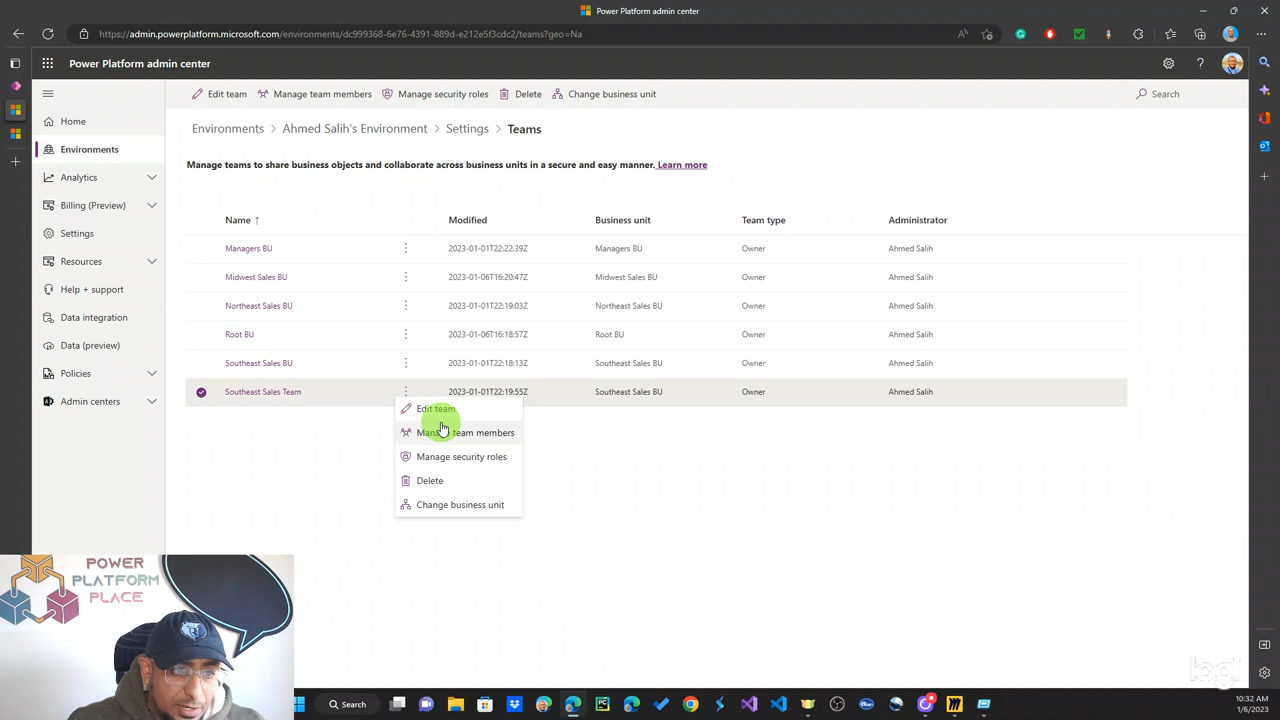 Power Platform admin center
https://admin.powerplatform.microsoft.com/environments/dc999368-6e76-4391-889d-e212e5f3cdc2/teams?geo=Na
Power Platform admin center
Edit team Manage team members Manage security roles Delete Change business unit Search
Home
Environments
Analytics
Billing (Preview)
Settings
Resources
Help + support
Data integration
Data (preview)
Policies
Admin centers
Environments > Ahmed Salih's Environment > Settings > Teams
Manage teams to share business objects and collaborate across business units in a secure and easy manner. Learn more
Name ↑ Modified Business unit Team type Administrator
Managers BU 2023-01-01T22:22:39Z Managers BU Owner Ahmed Salih
Midwest Sales BU 2023-01-06T16:20:47Z Midwest Sales BU Owner Ahmed Salih
Northeast Sales BU 2023-01-01T22:19:03Z Northeast Sales BU Owner Ahmed Salih
Root BU 2023-01-06T16:18:57Z Root BU Owner Ahmed Salih
Southeast Sales BU 2023-01-01T22:18:13Z Southeast Sales BU Owner Ahmed Salih
Southeast Sales Team 2023-01-01T22:19:55Z Southeast Sales BU Owner Ahmed Salih
Edit team
Manage team members
Manage security roles
Delete
Change business unit
POWER
PLATFORM
PLACE
logi
Search
10:32 AM
1/6/2023